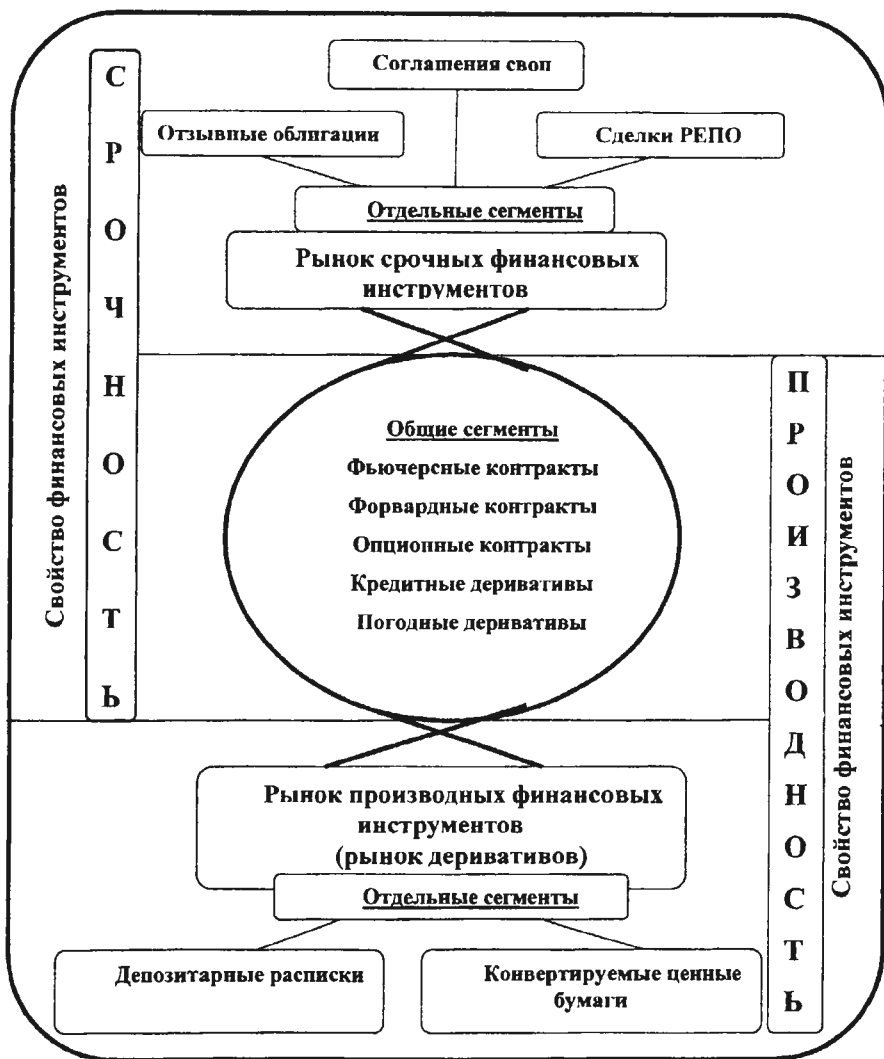 Соглашения своп
Отзывные облигации
Сделки РЕПО
Отдельные сегменты
Рынок срочных финансовых
инструментов
Свойство финансовых инструментов
СРОЧНОСТЬ
Общие сегменты
Фьючерсные контракты
Форвардные контракты
Опционные контракты
Кредитные деривативы
Погодные деривативы
ПРОИЗВОДНОСТЬ
Свойство финансовых инструментов
Рынок производных финансовых
инструментов
(рынок деривативов)
Отдельные сегменты
Депозитарные расписки
Конвертируемые ценные
бумаги